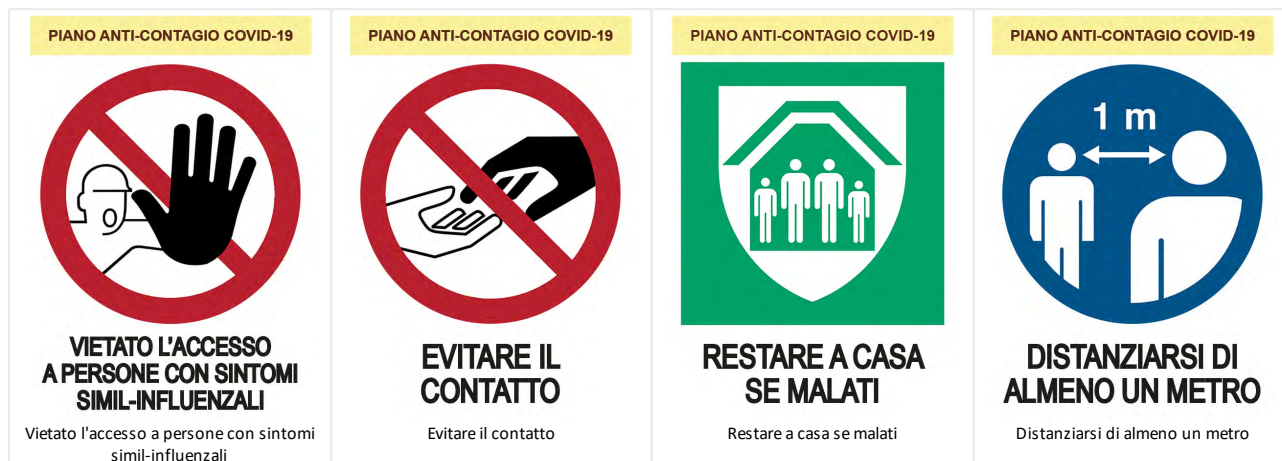 PIANO ANTI-CONTAGIO COVID-19
VIETATO L'ACCESSO
A PERSONE CON SINTOMI
SIMIL-INFLUENZALI
Vietato l'accesso a persone con sintomi
simil-influenzali
PIANO ANTI-CONTAGIO COVID-19
EVITARE IL
CONTATTO
Evitare il contatto
PIANO ANTI-CONTAGIO COVID-19
RESTARE A CASA
SE MALATI
Restare a casa se malati
PIANO ANTI-CONTAGIO COVID-19
1 m
DISTANZIARSI DI
ALMENO UN METRO
Distanziarsi di almeno un metro